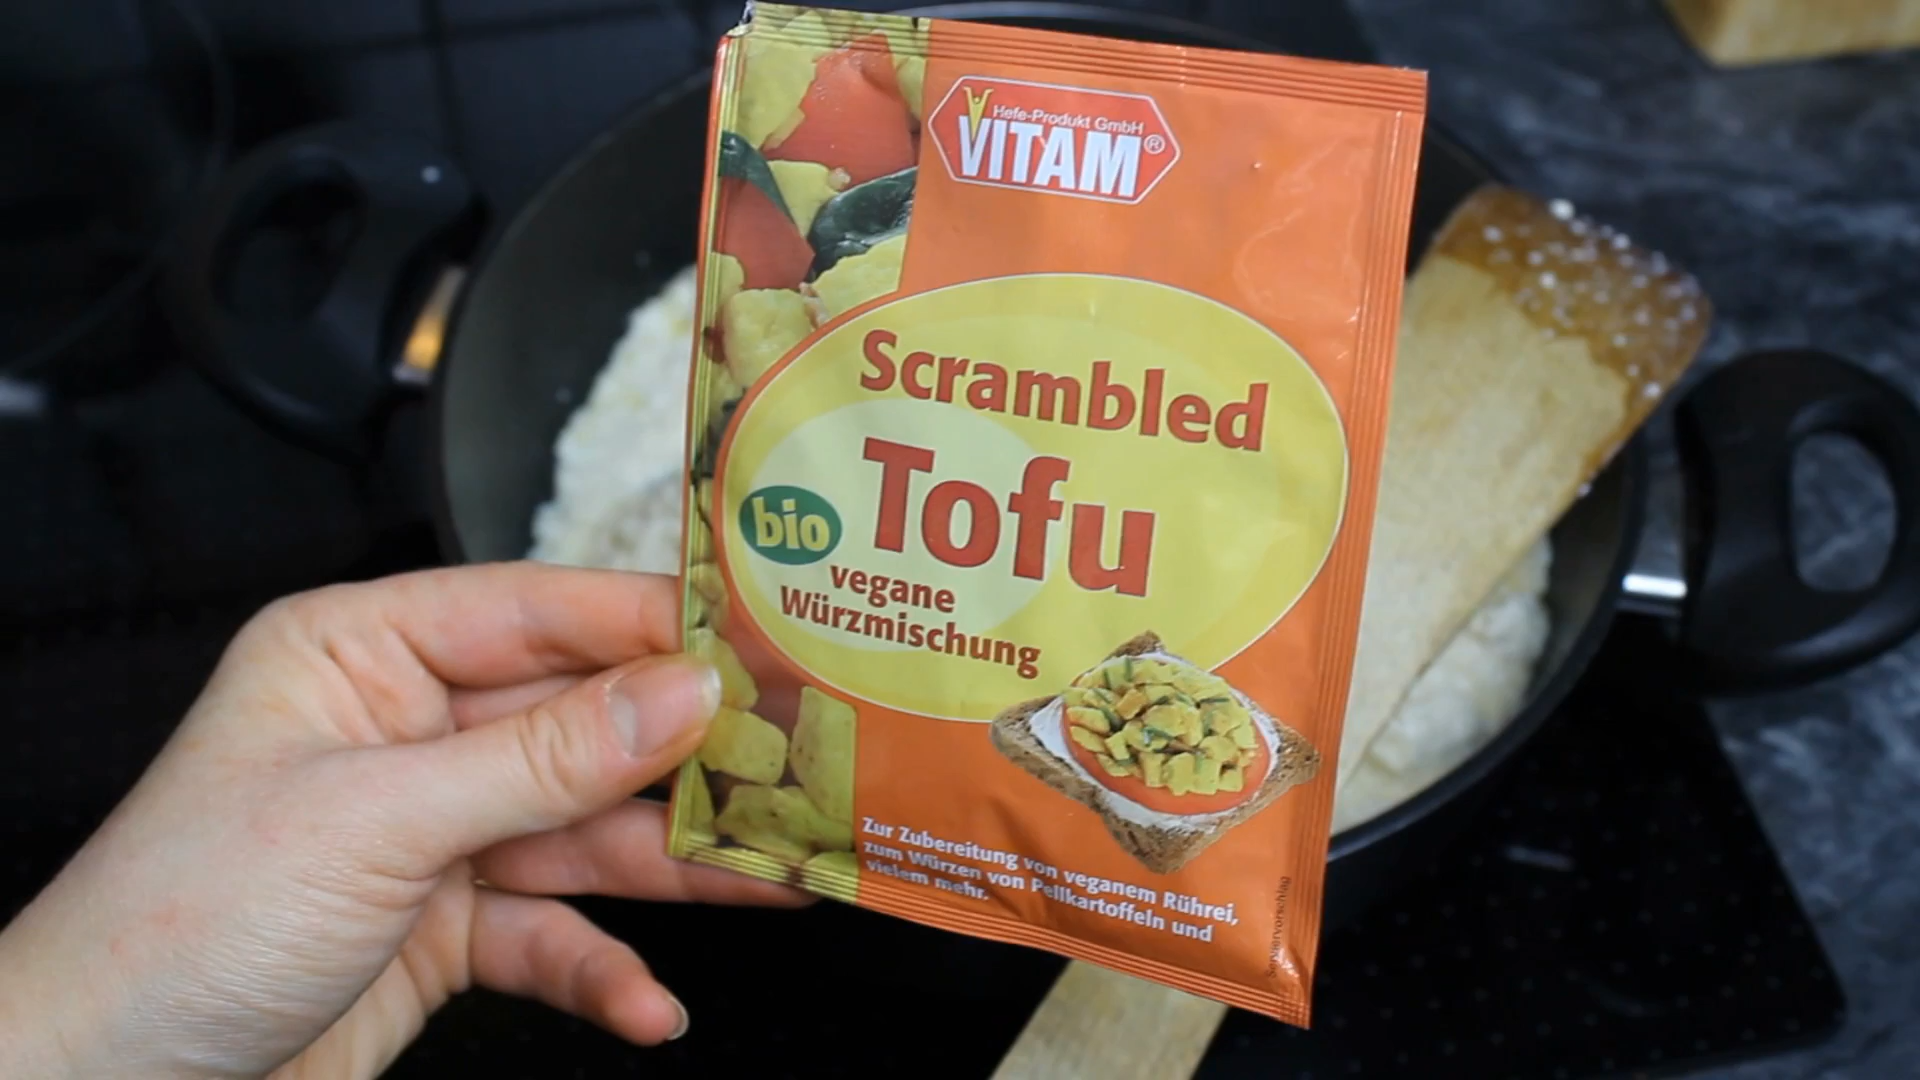 Hefe-Produkt GmbH
VITAM®
Scrambled
Tofu
bio
vegane
Würzmischung
Zur Zubereitung von veganem Rührei,
zum Würzen von Pellkartoffeln und
vielem mehr.
Serviervorschlag